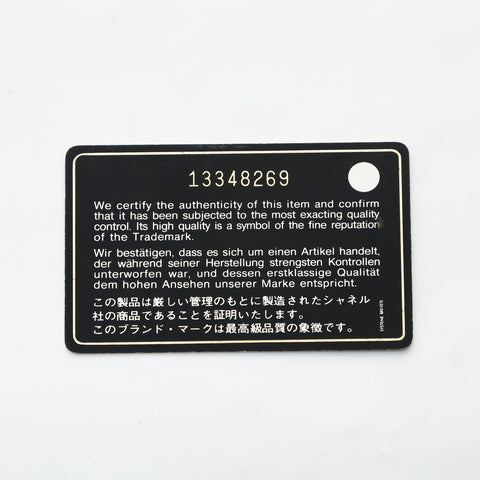 13348269
We certify the authenticity of this item and confirm
that it has been subjected to the most exacting quality
control. Its high quality is a symbol of the fine reputation
of the Trademark.
Wir bestätigen, dass es sich um einen Artikel handelt,
der während seiner Herstellung strengsten Kontrollen
unterworfen war, und dessen erstklassige Qualität
dem hohen Ansehen unserer Marke entspricht.
この製品は厳しい管理のもとに製造されたシャネル
社の商品であることを証明いたします。
このブランド・マークは最高級品質の象徴です。
SYSTEME BREVETE